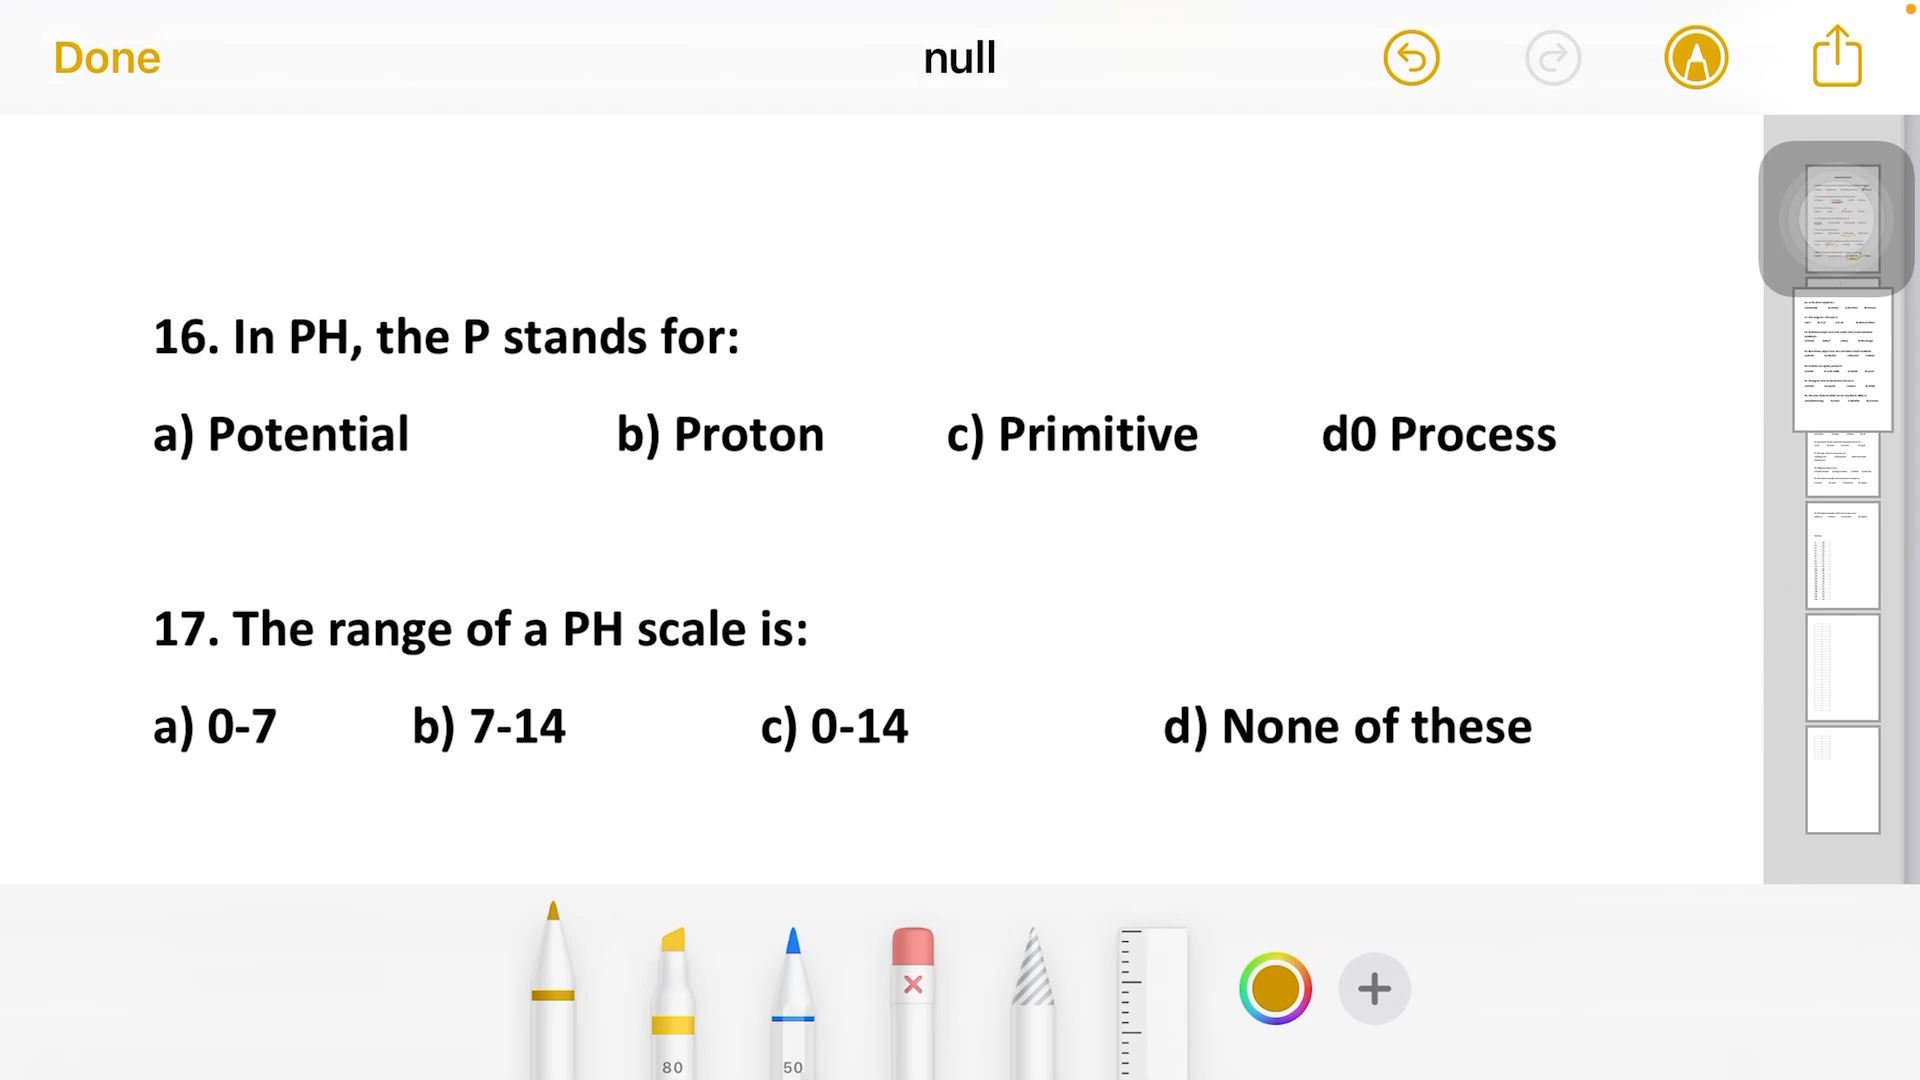 Done
null
16. In PH, the P stands for:
a) Potential b) Proton c) Primitive d0 Process
17. The range of a PH scale is:
a) 0-7 b) 7-14 c) 0-14 d) None of these
80 50